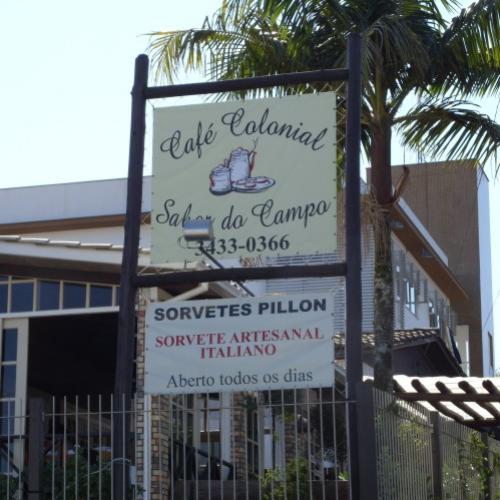 Café Colonial
Sabor do Campo
3433-0366
SORVETES PILLON
SORVETE ARTESANAL
ITALIANO
Aberto todos os dias